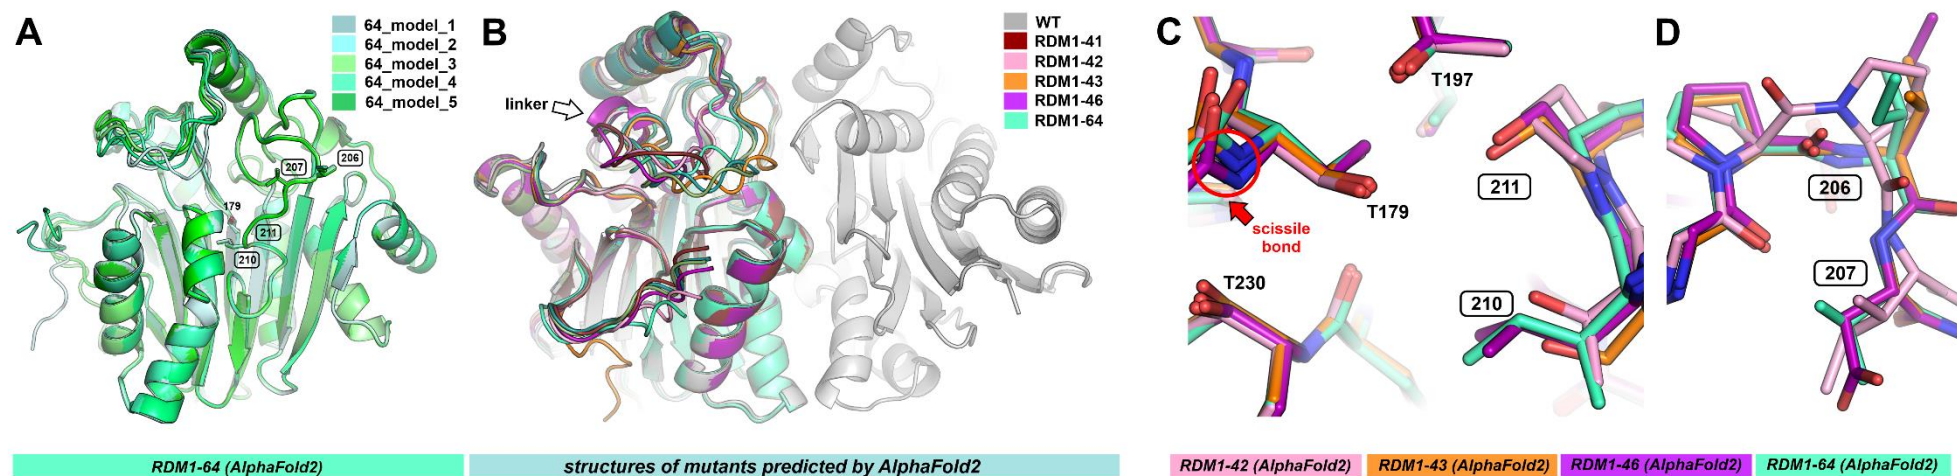 A
64_model_1
64_model_2
64_model_3
64_model_4
64_model_5
207
206
179
211
210
RDM1-64 (AlphaFold2)
B
WT
RDM1-41
RDM1-42
RDM1-43
RDM1-46
RDM1-64
linker
structures of mutants predicted by AlphaFold2
C
T197
T179
scissile
bond
T230
211
210
D
206
207
RDM1-42 (AlphaFold2)
RDM1-43 (AlphaFold2)
RDM1-46 (AlphaFold2)
RDM1-64 (AlphaFold2)